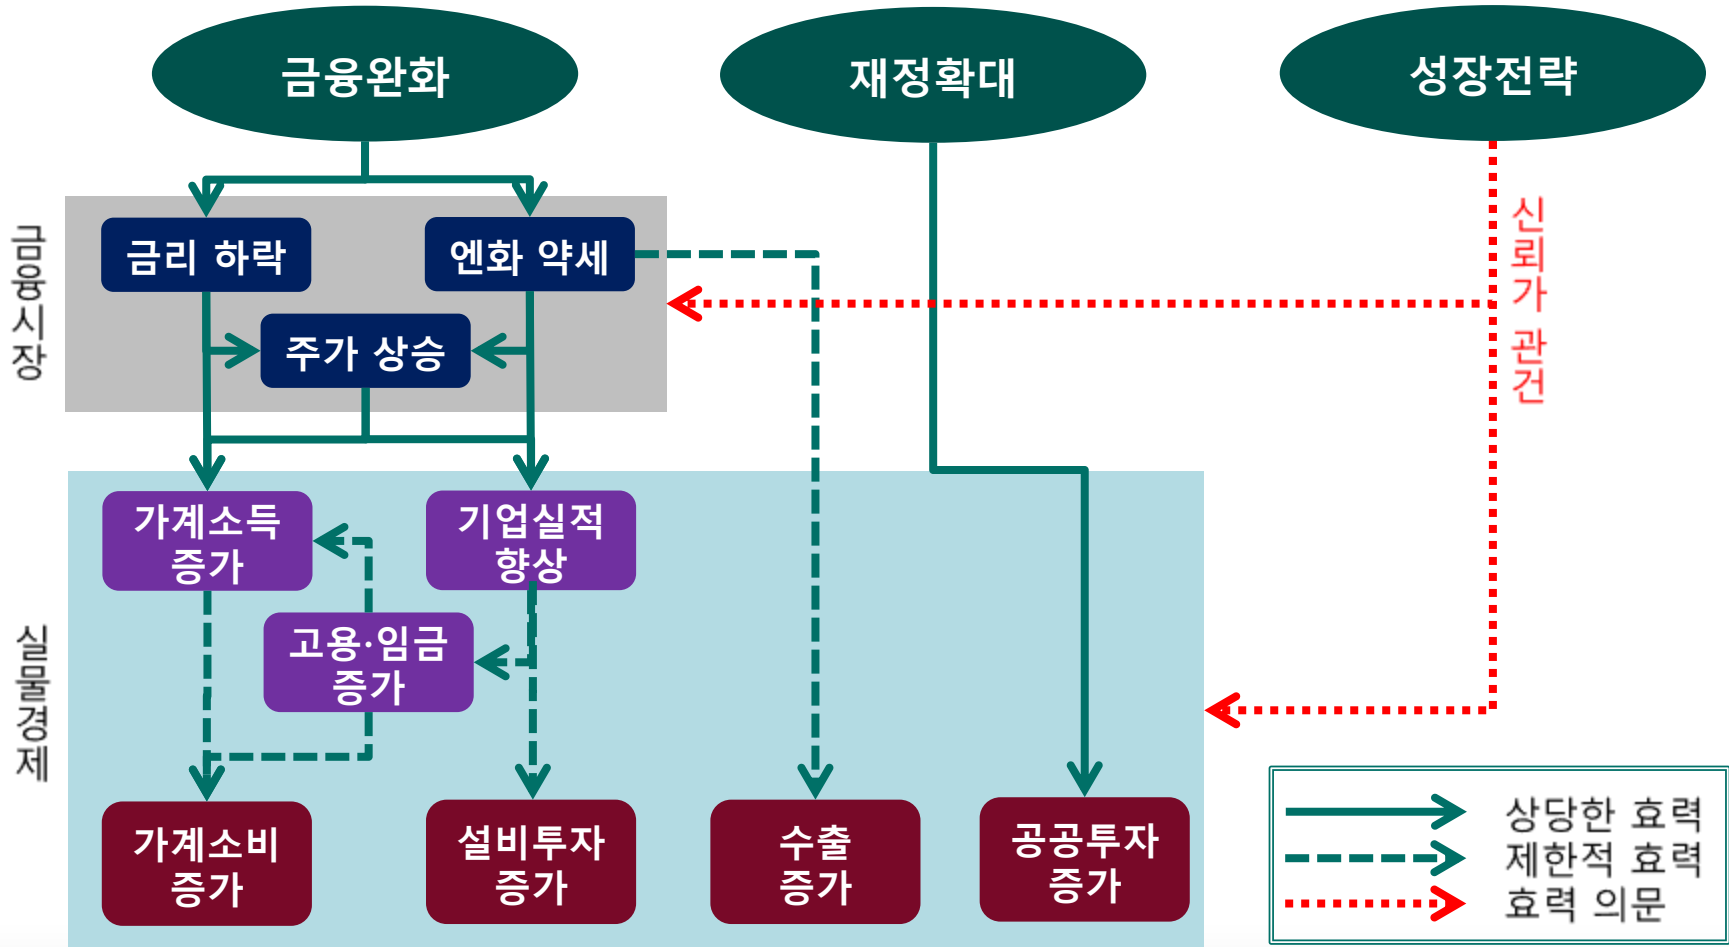 금융완화
재정확대
성장전략
금융시장
금리 하락
엔화 약세
신뢰가 관건
주가 상승
실물경제
가계소득
증가
기업실적
향상
고용·임금
증가
가계소비
증가
설비투자
증가
수출
증가
공공투자
증가
상당한 효력
제한적 효력
효력 의문